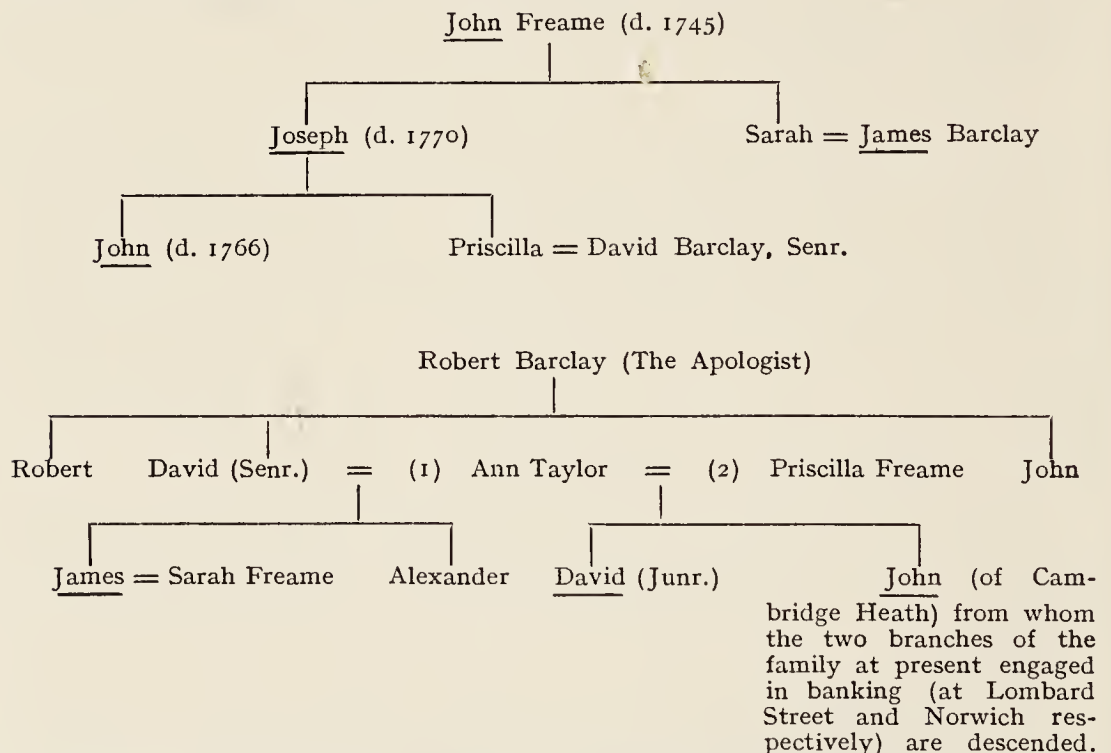 John Freame (d. 1745)
Joseph (d. 1770) Sarah = James Barclay
John (d. 1766) Priscilla = David Barclay, Senr.
Robert Barclay (The Apologist)
Robert David (Senr.) = (1) Ann Taylor = (2) Priscilla Freame John
James = Sarah Freame Alexander David (Junr.) John (of Cam-
bridge Heath) from whom
the two branches of the
family at present engaged
in banking (at Lombard
Street and Norwich res-
pectively) are descended.